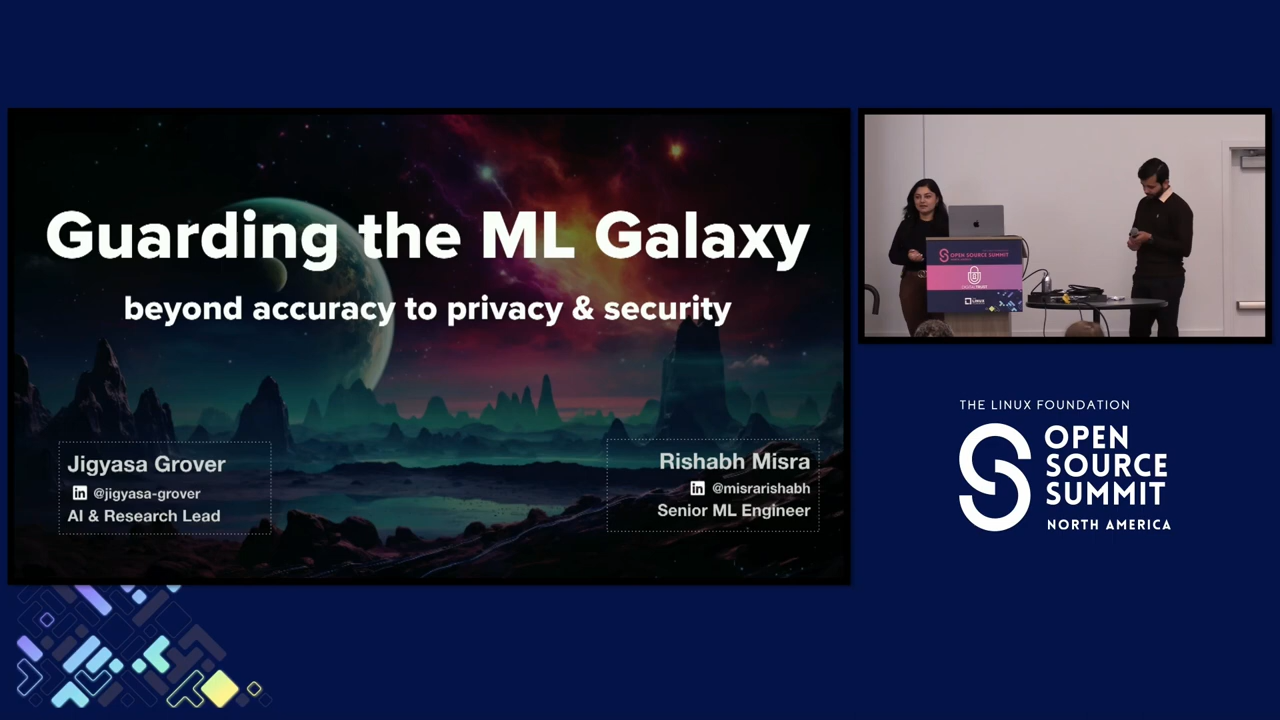 Guarding the ML Galaxy
beyond accuracy to privacy & security
Jigyasa Grover
@jigyasa-grover
AI & Research Lead
Rishabh Misra
@misrarishabh
Senior ML Engineer
OPEN SOURCE SUMMIT
THE LINUX FOUNDATION
OPEN
SOURCE
SUMMIT
NORTH AMERICA